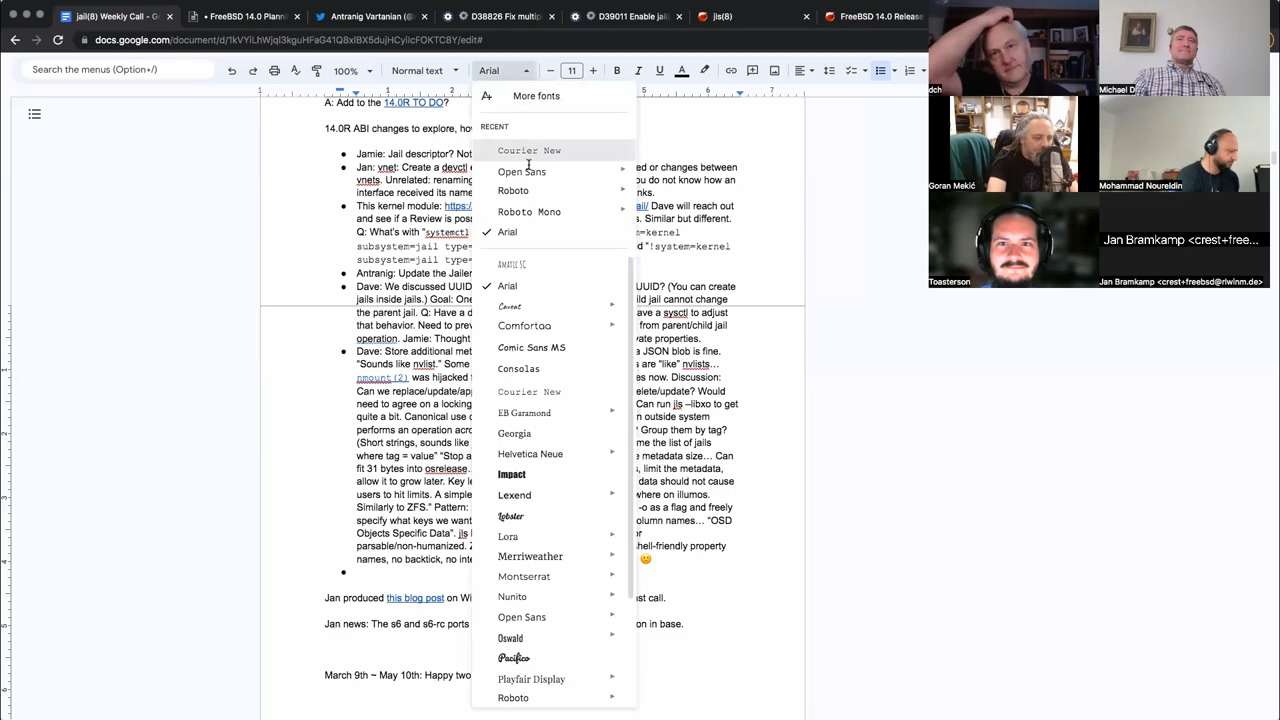 jail(8) Weekly Call - G
FreeBSD 14.0 Plann
Antranig Vartanian (@
D38826 Fix multip
D39011 Enable jail
jls(8)
FreeBSD 14.0 Releas
docs.google.com/document/d/1kVYiLhWjql3kguHFaG41Q8xlBX5dujHCyilcFOKTC8Y/edit#
Search the menus (Option+/)
100%
Normal text
Arial
11
2
5
6
7
A: Add to the 14.0R TO DO?
14.0R ABI changes to explore, ho
Jamie: Jail descriptor? Not
Jan: vnet: Create a devctl
ed or changes between
vnets. Unrelated: renaming
ou do not know how an
interface received its name
nks.
This kernel module: https:/
ail/ Dave will reach out
and see if a Review is pos
. Similar but different.
Q: What's with "systemctl
=kernel
subsystem=jail type=
d "!system=kernel
subsystem=jail type=
Antranig: Update the Jailer
Dave: We discussed UUID
UUID? (You can create
jails inside jails.) Goal: One
ild jail cannot change
the parent jail. Q: Have a d
ave a sysctl to adjust
that behavior. Need to prev
from parent/child jail
operation. Jamie: Thought
vate properties.
Dave: Store additional met
a JSON blob is fine.
"Sounds like nvlist." Some
s are "like" nvlists…
nmount(2) was hijacked f
es now. Discussion:
Can we replace/update/app
elete/update? Would
need to agree on a locking
Can run jls –libxo to get
quite a bit. Canonical use c
n outside system
performs an operation acro
? Group them by tag?
(Short strings, sounds like
me the list of jails
where tag = value" "Stop a
e metadata size… Can
fit 31 bytes into osrelease..
s, limit the metadata,
allow it to grow later. Key le
data should not cause
users to hit limits. A simple
where on illumos.
Similarly to ZFS." Pattern:
-o as a flag and freely
specify what keys we want
olumn names… "OSD
Objects Specific Data". jls
or
parsable/non-humanized. Z
hell-friendly property
names, no backtick, no inte
Jan produced this blog post on Wi
st call.
Jan news: The s6 and s6-rc ports
on in base.
March 9th ~ May 10th: Happy two
More fonts
RECENT
Courier New
Open Sans
Roboto
Roboto Mono
Arial
Amatic SC
Arial
Caveat
Comfortaa
Comic Sans MS
Consolas
Courier New
EB Garamond
Georgia
Helvetica Neue
Impact
Lexend
Lobster
Lora
Merriweather
Montserrat
Nunito
Open Sans
Oswald
Pacifico
Playfair Display
Roboto
dch
Michael D
Goran Mekić
Mohammad Noureldin
Toasterson
Jan Bramkamp <crest+free...
Jan Bramkamp <crest+freebsd@rlwinm.de>